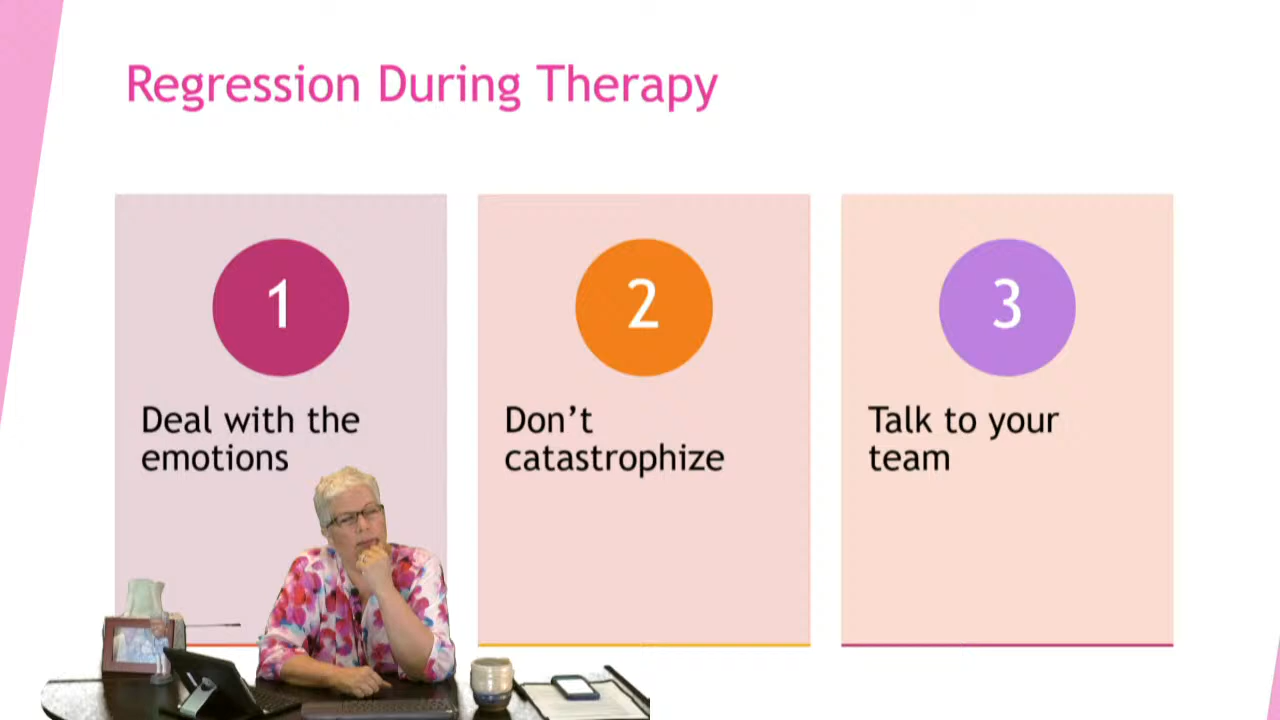 Regression During Therapy
1
Deal with the
emotions
2
Don’t
catastrophize
3
Talk to your
team